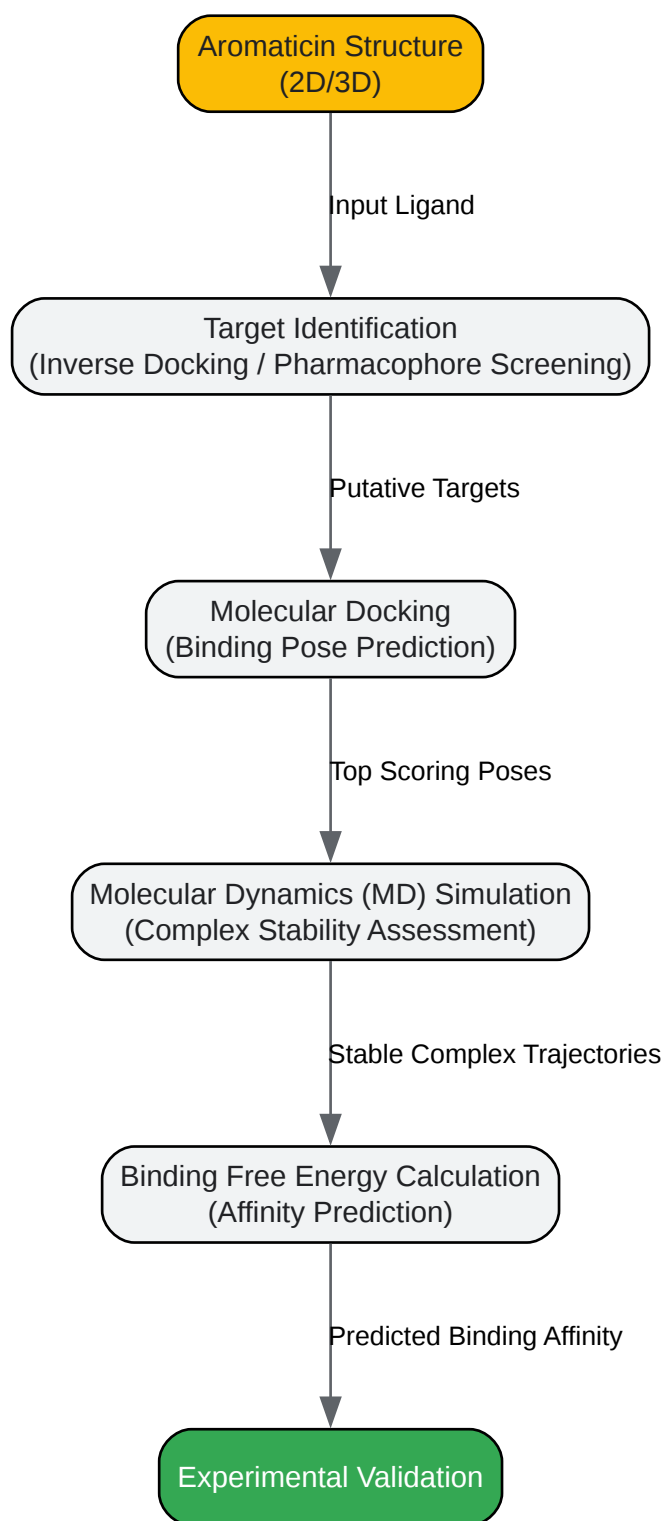 Aromaticin Structure
(2D/3D)
Input Ligand
Target Identification
(Inverse Docking / Pharmacophore Screening)
Putative Targets
Molecular Docking
(Binding Pose Prediction)
Top Scoring Poses
Molecular Dynamics (MD) Simulation
(Complex Stability Assessment)
Stable Complex Trajectories
Binding Free Energy Calculation
(Affinity Prediction)
Predicted Binding Affinity
Experimental Validation